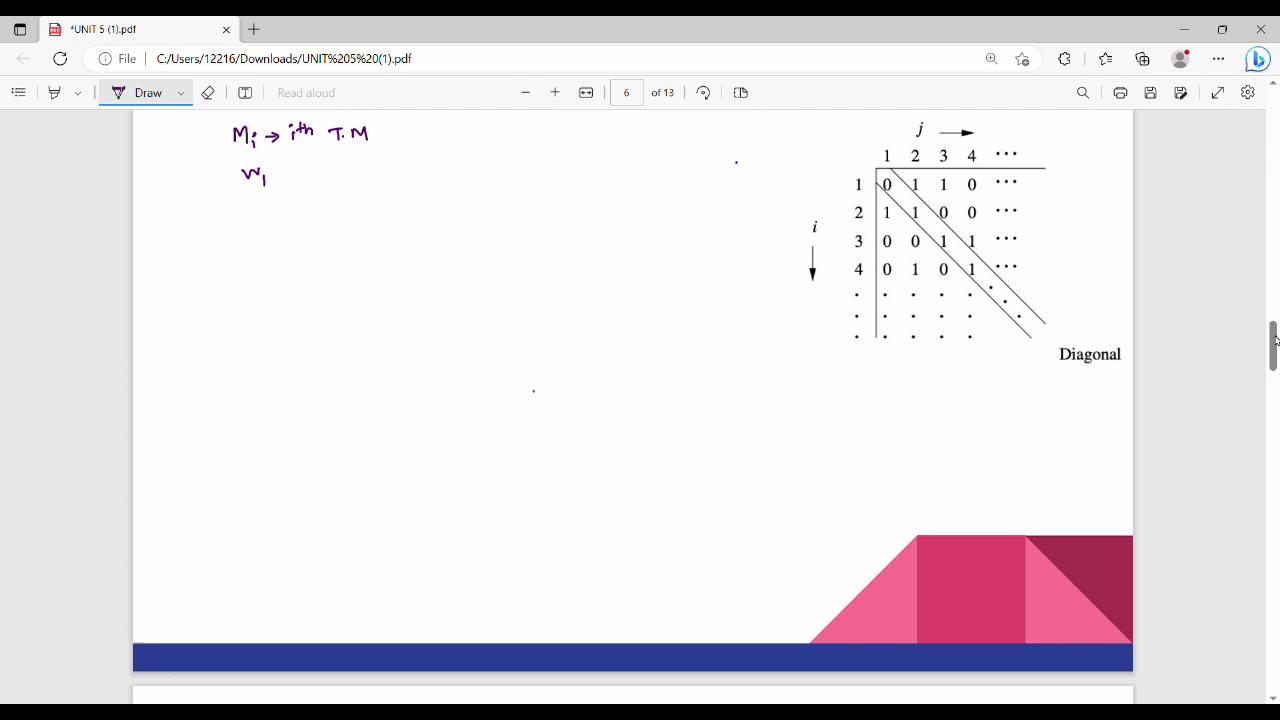 *UNIT 5 (1).pdf
File C:/Users/12216/Downloads/UNIT%205%20(1).pdf
Draw Read aloud 6 of 13
Mi → ith T.M
W1
j →
1 2 3 4 ...
1 0 1 1 0 ...
2 1 1 0 0 ...
i
3 0 0 1 1 ...
4 0 1 0 1 ...
. . . . .
. . . . .
. . . . .
Diagonal